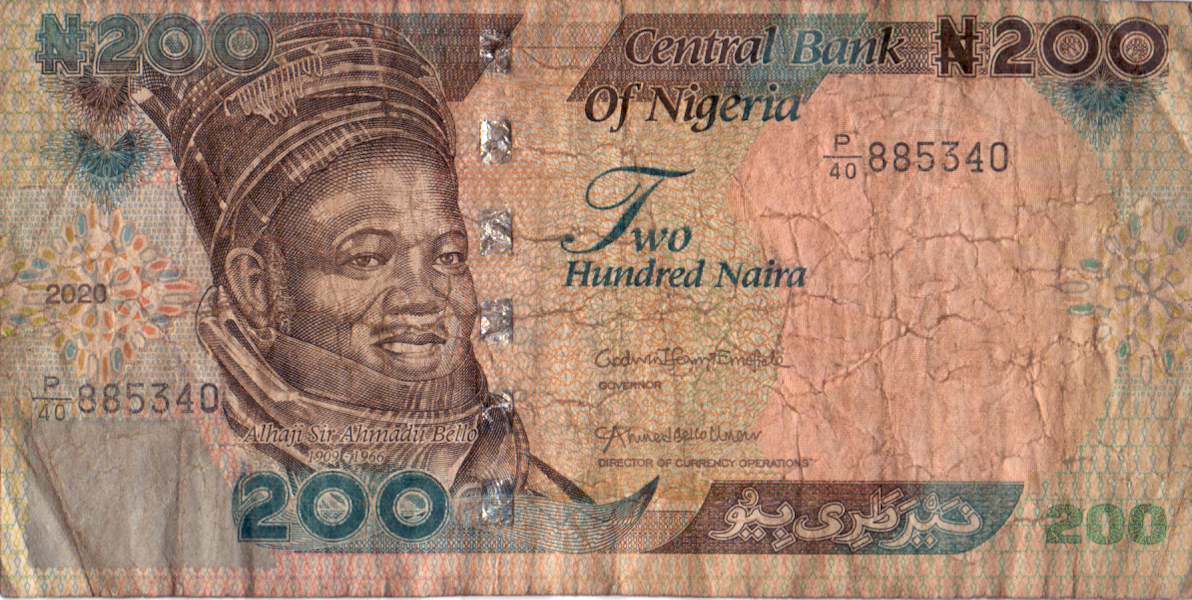 ₦200
Central Bank
Of Nigeria
₦200
P/40 885340
Two
Hundred Naira
2020
P/40 885340
GOVERNOR
DIRECTOR OF CURRENCY OPERATIONS
Alhaji Sir Ahmadu Bello
1909 - 1966
200
200